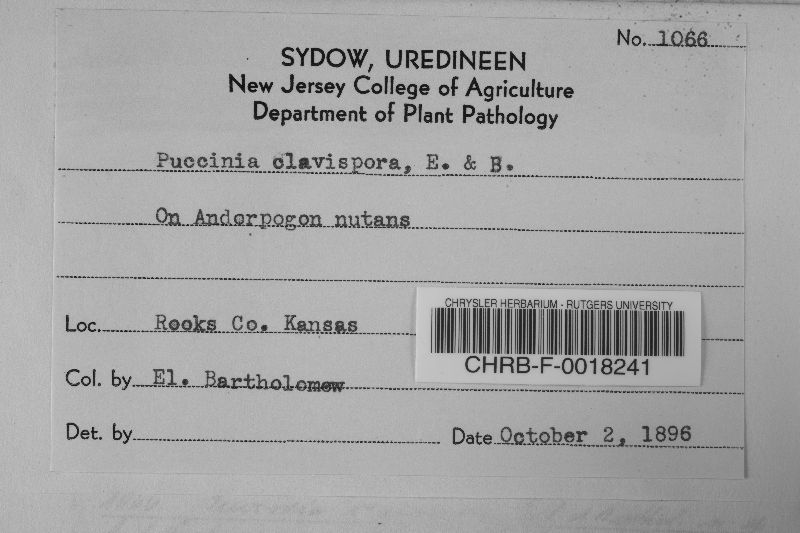 No. 1066
SYDOW, UREDINEEN
New Jersey College of Agriculture
Department of Plant Pathology
Puccinia clavispora, E. & B.
On Andorpogon nutans
Loc. Rooks Co. Kansas
CHRYSLER HERBARIUM - RUTGERS UNIVERSITY
CHRB-F-0018241
Col. by El. Bartholomew
Det. by
Date October 2, 1896